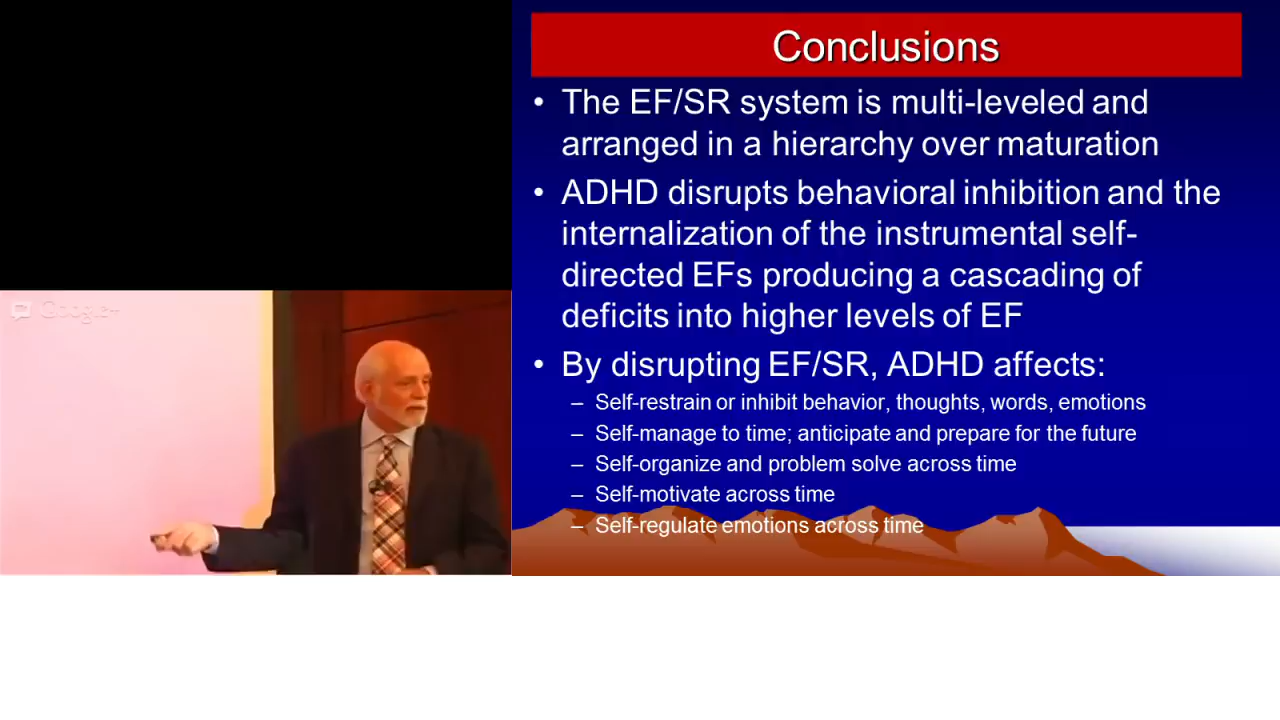 Google+
Conclusions
• The EF/SR system is multi-leveled and
arranged in a hierarchy over maturation
• ADHD disrupts behavioral inhibition and the
internalization of the instrumental self-
directed EFs producing a cascading of
deficits into higher levels of EF
• By disrupting EF/SR, ADHD affects:
– Self-restrain or inhibit behavior, thoughts, words, emotions
– Self-manage to time; anticipate and prepare for the future
– Self-organize and problem solve across time
– Self-motivate across time
– Self-regulate emotions across time